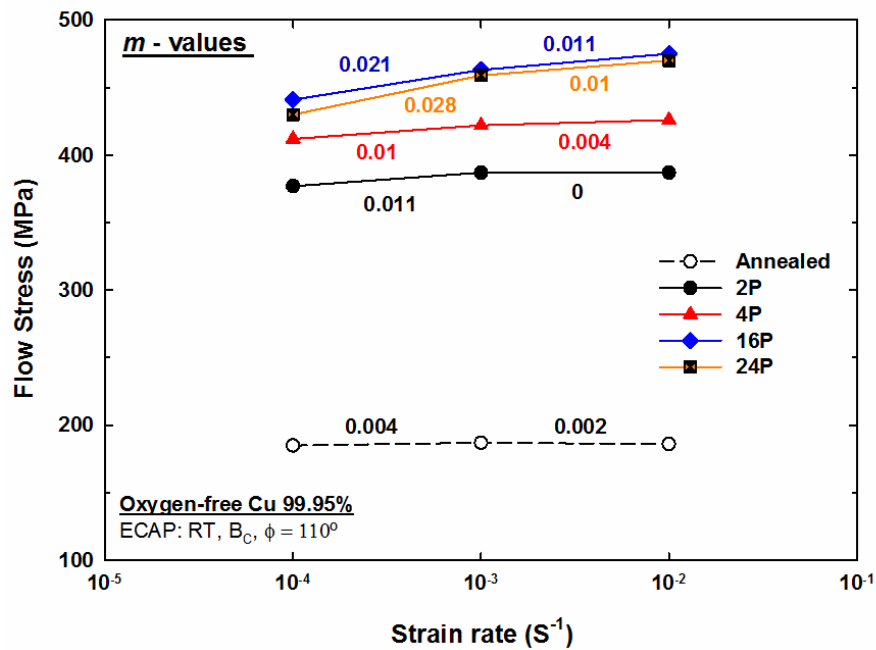 m - values
500
400
300
200
100
Flow Stress (MPa)
0.021
0.011
0.028
0.01
0.01
0.004
0.011
0
0.004
0.002
Annealed
2P
4P
16P
24P
Oxygen-free Cu 99.95%
ECAP: RT, B_C, ϕ = 110º
10^-5
10^-4
10^-3
10^-2
10^-1
Strain rate (S^-1)